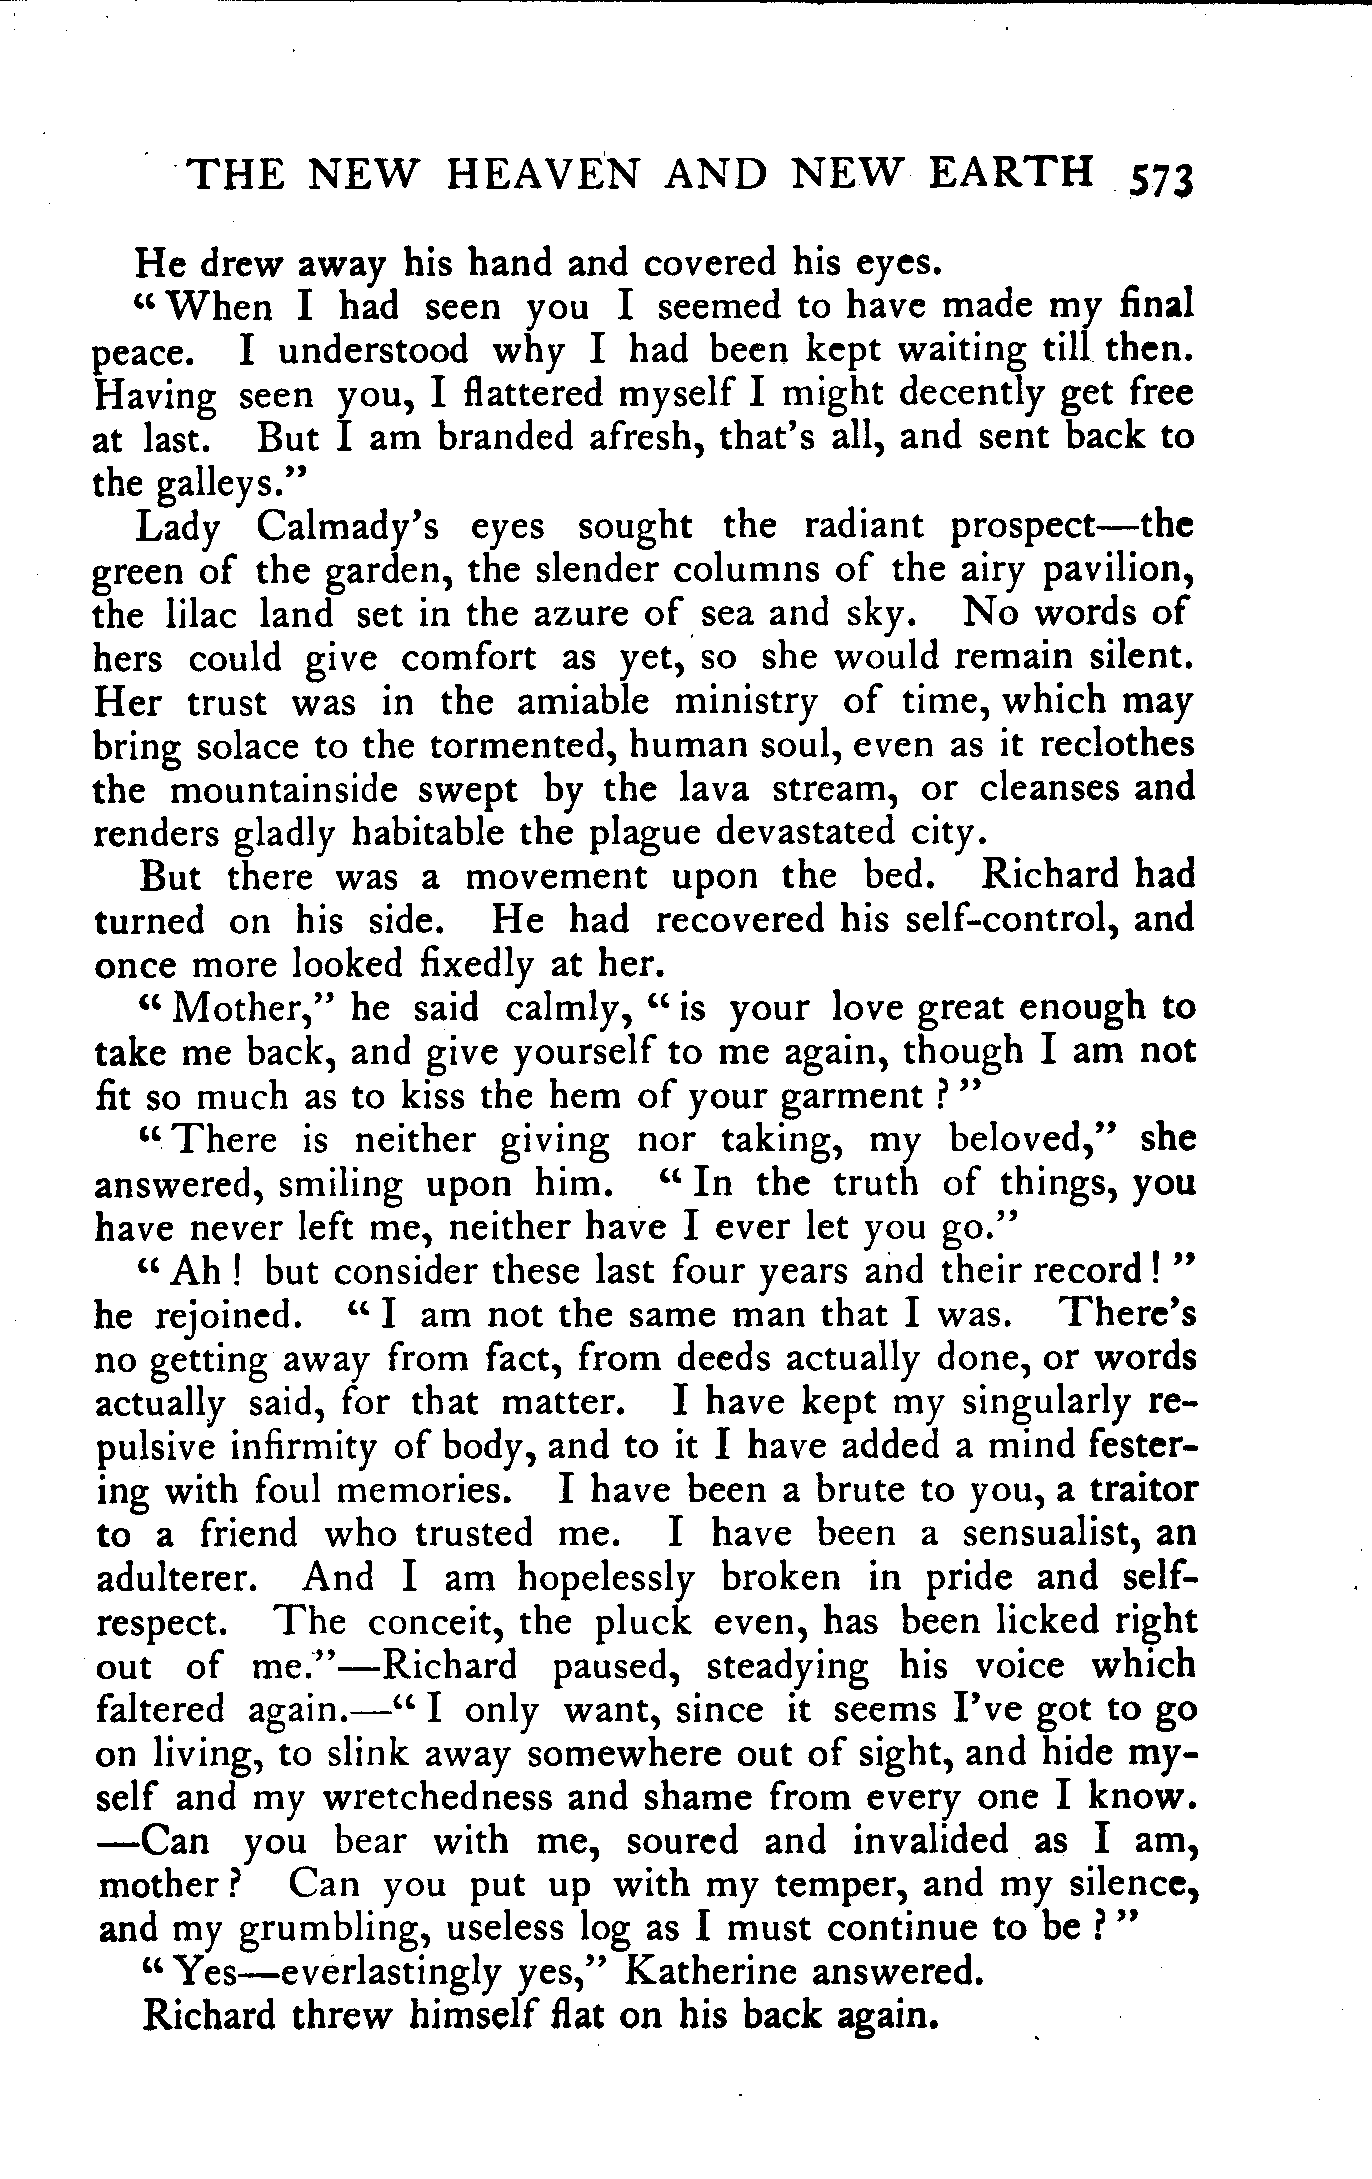 THE NEW HEAVEN AND NEW EARTH 573
He drew away his hand and covered his eyes.
“When I had seen you I seemed to have made my final
peace. I understood why I had been kept waiting till then.
Having seen you, I flattered myself I might decently get free
at last. But I am branded afresh, that's all, and sent back to
the galleys.”
Lady Calmady's eyes sought the radiant prospect—the
green of the garden, the slender columns of the airy pavilion,
the lilac land set in the azure of sea and sky. No words of
hers could give comfort as yet, so she would remain silent.
Her trust was in the amiable ministry of time, which may
bring solace to the tormented, human soul, even as it reclothes
the mountainside swept by the lava stream, or cleanses and
renders gladly habitable the plague devastated city.
But there was a movement upon the bed. Richard had
turned on his side. He had recovered his self-control, and
once more looked fixedly at her.
“Mother,” he said calmly, “is your love great enough to
take me back, and give yourself to me again, though I am not
fit so much as to kiss the hem of your garment?”
“There is neither giving nor taking, my beloved,” she
answered, smiling upon him. “In the truth of things, you
have never left me, neither have I ever let you go.”
“Ah! but consider these last four years and their record!”
he rejoined. “I am not the same man that I was. There's
no getting away from fact, from deeds actually done, or words
actually said, for that matter. I have kept my singularly re-
pulsive infirmity of body, and to it I have added a mind fester-
ing with foul memories. I have been a brute to you, a traitor
to a friend who trusted me. I have been a sensualist, an
adulterer. And I am hopelessly broken in pride and self-
respect. The conceit, the pluck even, has been licked right
out of me.”—Richard paused, steadying his voice which
faltered again.—“I only want, since it seems I've got to go
on living, to slink away somewhere out of sight, and hide my-
self and my wretchedness and shame from every one I know.
—Can you bear with me, soured and invalided as I am,
mother? Can you put up with my temper, and my silence,
and my grumbling, useless log as I must continue to be?”
“Yes—everlastingly yes,” Katherine answered.
Richard threw himself flat on his back again.